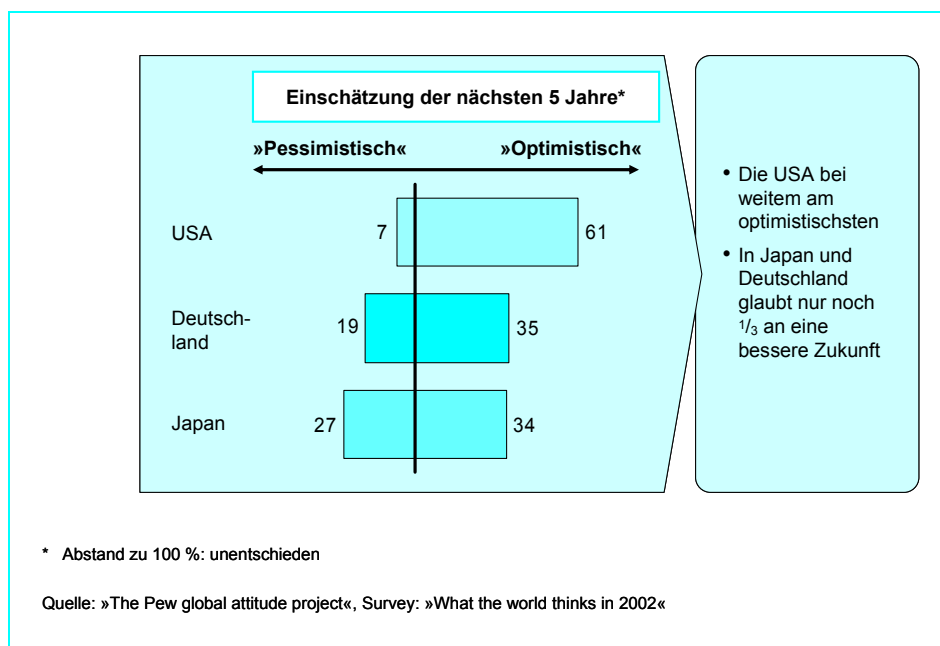 Einschätzung der nächsten 5 Jahre*
»Pessimistisch« »Optimistisch«
USA 7 61
Deutsch-
land 19 35
Japan 27 34
• Die USA bei
weitem am
optimistischsten
• In Japan und
Deutschland
glaubt nur noch
1/3 an eine
bessere Zukunft
* Abstand zu 100 %: unentschieden
Quelle: »The Pew global attitude project«, Survey: »What the world thinks in 2002«